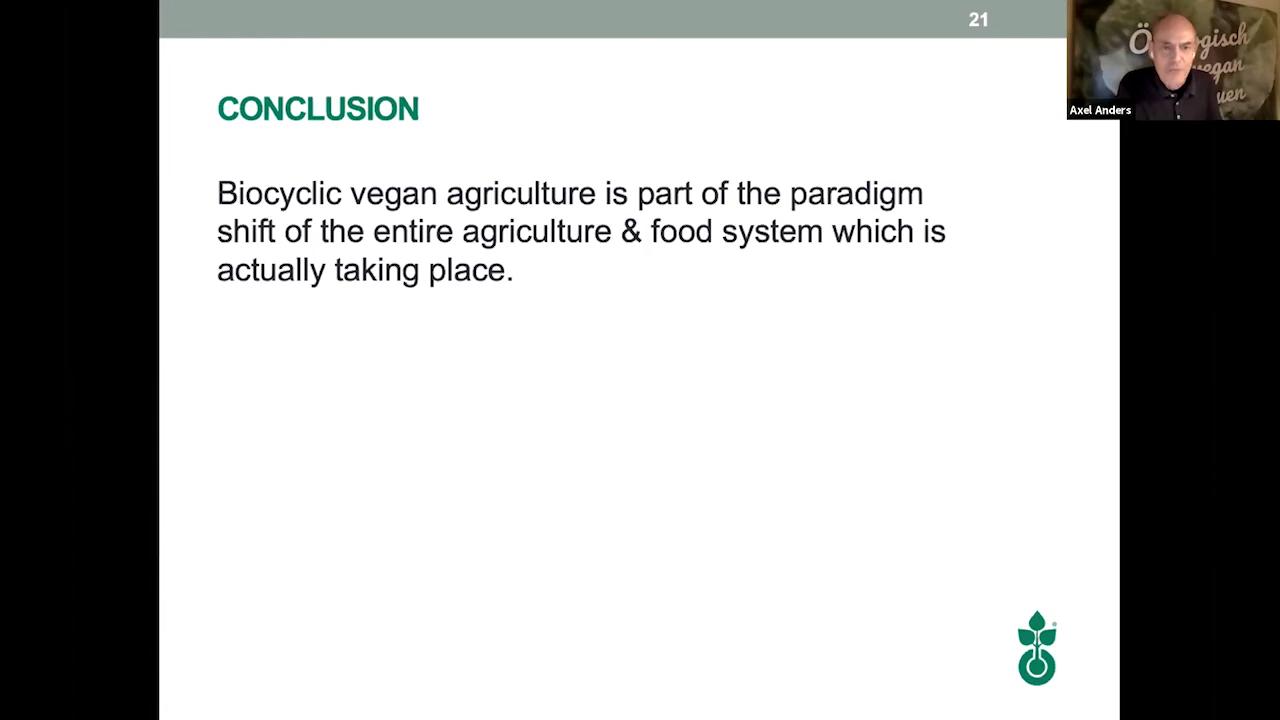 21
CONCLUSION
Biocyclic vegan agriculture is part of the paradigm
shift of the entire agriculture & food system which is
actually taking place.
Axel Anders
vegan